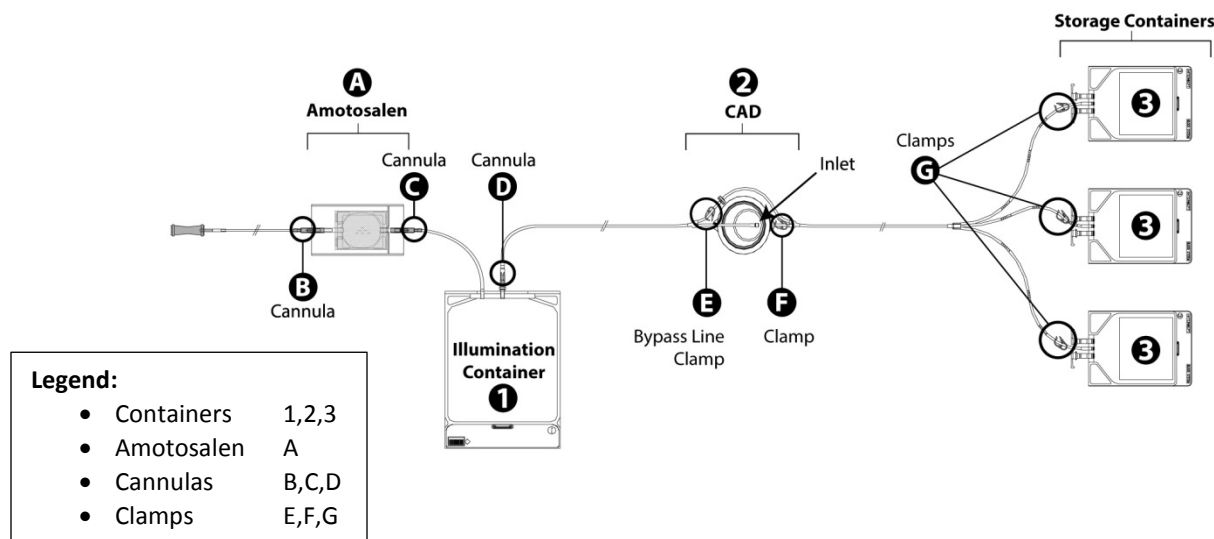 Storage Containers
A
Amotosalen
2
CAD
Cannula
C
Cannula
D
Inlet
Clamps
G
3
3
3
B
Cannula
E
Bypass Line
Clamp
F
Clamp
Illumination
Container
1
Legend:
• Containers 1,2,3
• Amotosalen A
• Cannulas B,C,D
• Clamps E,F,G